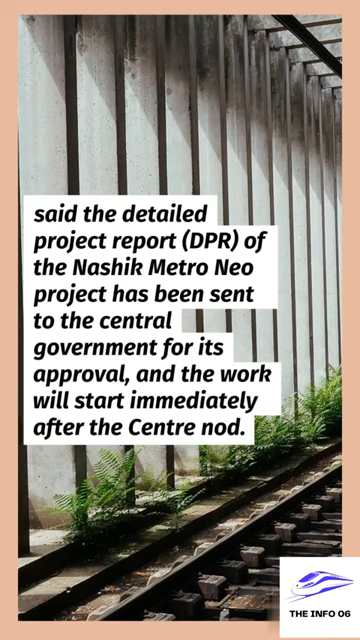 said the detailed
project report (DPR) of
the Nashik Metro Neo
project has been sent
to the central
government for its
approval, and the work
will start immediately
after the Centre nod.
THE INFO 06